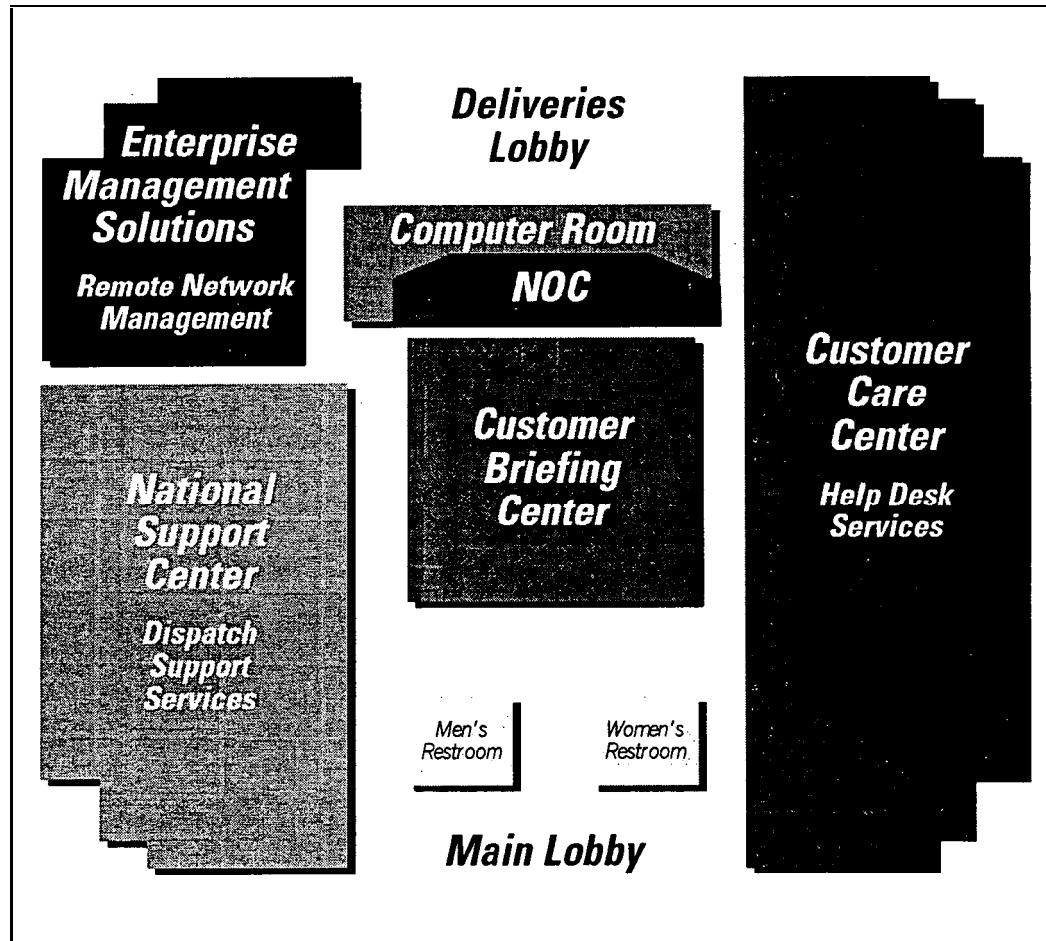 Enterprise
Management
Solutions
Remote Network
Management
Deliveries
Lobby
Computer Room
NOC
Customer
Care
Center
Help Desk
Services
Customer
Briefing
Center
National
Support
Center
Dispatch
Support
Services
Men's
Restroom
Women's
Restroom
Main Lobby